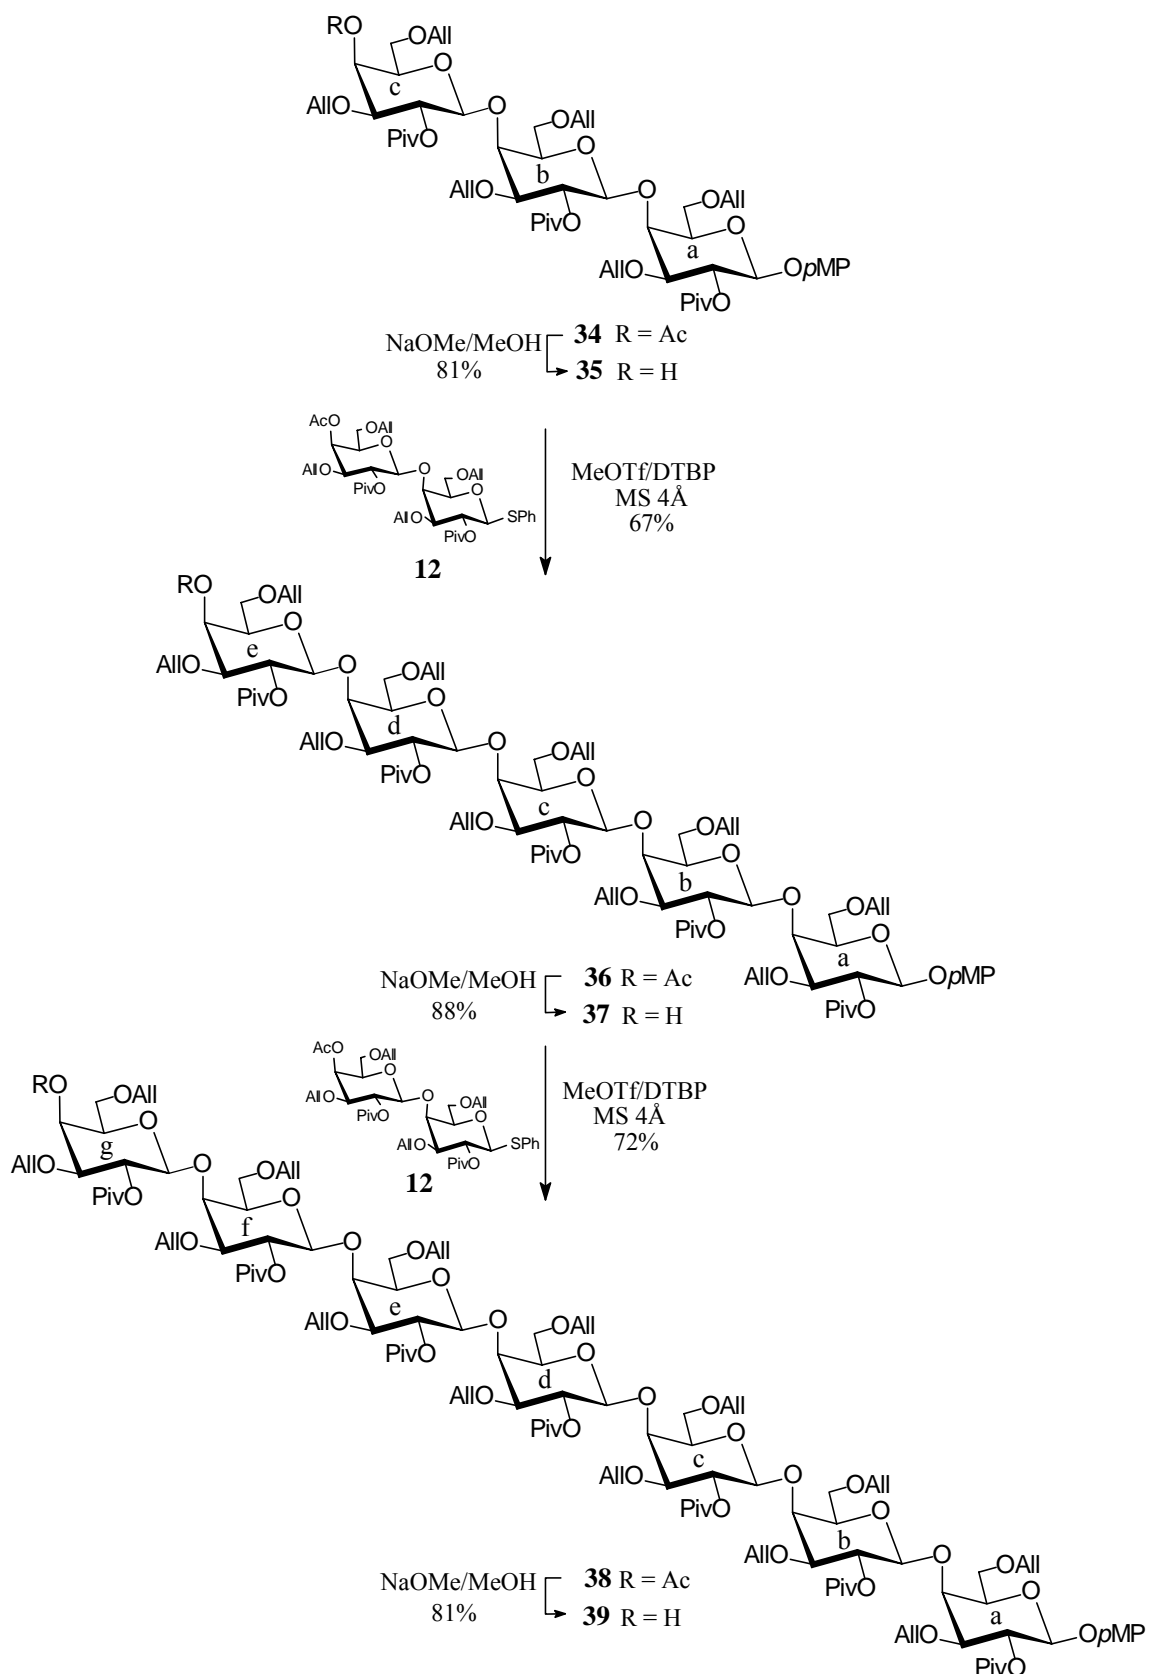 RO
OAll
O
c
AllO
O
PivO
OAll
O
b
AllO
O
PivO
OAll
O
a
AllO
OpMP
PivO
NaOMe/MeOH 34 R = Ac
81% 35 R = H
AcO
OAll
O
AllO
O
PivO
OAll
O
AllO
SPh
PivO
12
MeOTf/DTBP
MS 4Å
67%
RO
OAll
O
e
AllO
O
PivO
OAll
O
d
AllO
O
PivO
OAll
O
c
AllO
O
PivO
OAll
O
b
AllO
O
PivO
OAll
O
a
AllO
OpMP
PivO
NaOMe/MeOH 36 R = Ac
88% 37 R = H
AcO
OAll
O
AllO
O
PivO
OAll
O
AllO
SPh
PivO
12
MeOTf/DTBP
MS 4Å
72%
RO
OAll
O
g
AllO
O
PivO
OAll
O
f
AllO
O
PivO
OAll
O
e
AllO
O
PivO
OAll
O
d
AllO
O
PivO
OAll
O
c
AllO
O
PivO
OAll
O
b
AllO
O
PivO
OAll
O
a
AllO
OpMP
PivO
NaOMe/MeOH 38 R = Ac
81% 39 R = H